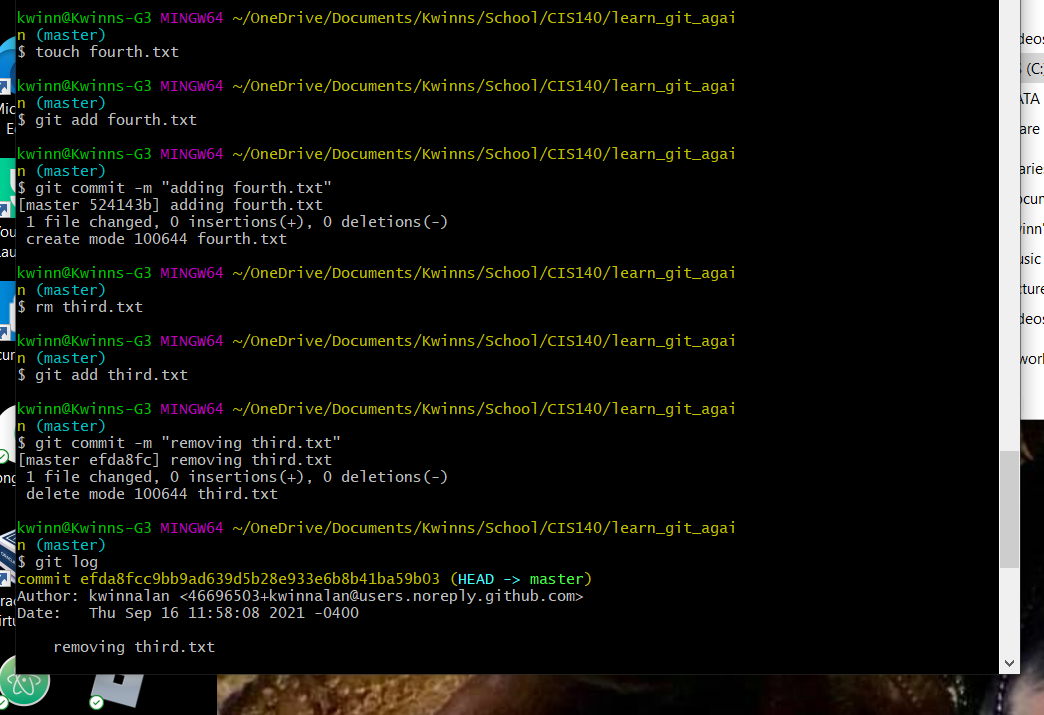 kwinn@Kwinns-G3 MINGW64 ~/OneDrive/Documents/Kwinns/School/CIS140/learn_git_agai
n (master)
$ touch fourth.txt
kwinn@Kwinns-G3 MINGW64 ~/OneDrive/Documents/Kwinns/School/CIS140/learn_git_agai
n (master)
$ git add fourth.txt
kwinn@Kwinns-G3 MINGW64 ~/OneDrive/Documents/Kwinns/School/CIS140/learn_git_agai
n (master)
$ git commit -m "adding fourth.txt"
[master 524143b] adding fourth.txt
 1 file changed, 0 insertions(+), 0 deletions(-)
 create mode 100644 fourth.txt
kwinn@Kwinns-G3 MINGW64 ~/OneDrive/Documents/Kwinns/School/CIS140/learn_git_agai
n (master)
$ rm third.txt
kwinn@Kwinns-G3 MINGW64 ~/OneDrive/Documents/Kwinns/School/CIS140/learn_git_agai
n (master)
$ git add third.txt
kwinn@Kwinns-G3 MINGW64 ~/OneDrive/Documents/Kwinns/School/CIS140/learn_git_agai
n (master)
$ git commit -m "removing third.txt"
[master efda8fc] removing third.txt
 1 file changed, 0 insertions(+), 0 deletions(-)
 delete mode 100644 third.txt
kwinn@Kwinns-G3 MINGW64 ~/OneDrive/Documents/Kwinns/School/CIS140/learn_git_agai
n (master)
$ git log
commit efda8fcc9bb9ad639d5b28e933e6b8b41ba59b03 (HEAD -> master)
Author: kwinnalan <46696503+kwinnalan@users.noreply.github.com>
Date:   Thu Sep 16 11:58:08 2021 -0400
    removing third.txt